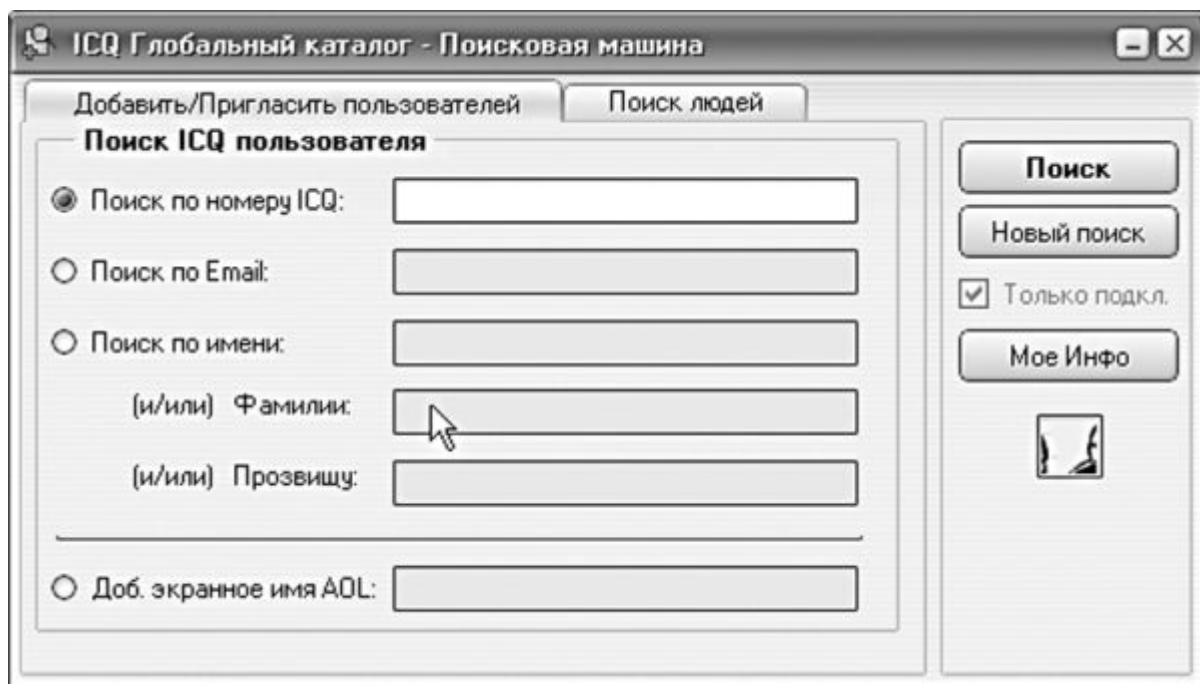 ICQ Глобальный каталог - Поисковая машина
Добавить/Пригласить пользователей
Поиск людей
Поиск ICQ пользователя
Поиск по номеру ICQ:
Поиск по Email:
Поиск по имени:
(и/или) Фамилии:
(и/или) Прозвищу:
Доб. экранное имя AOL:
Поиск
Новый поиск
Только подкл.
Мое Инфо